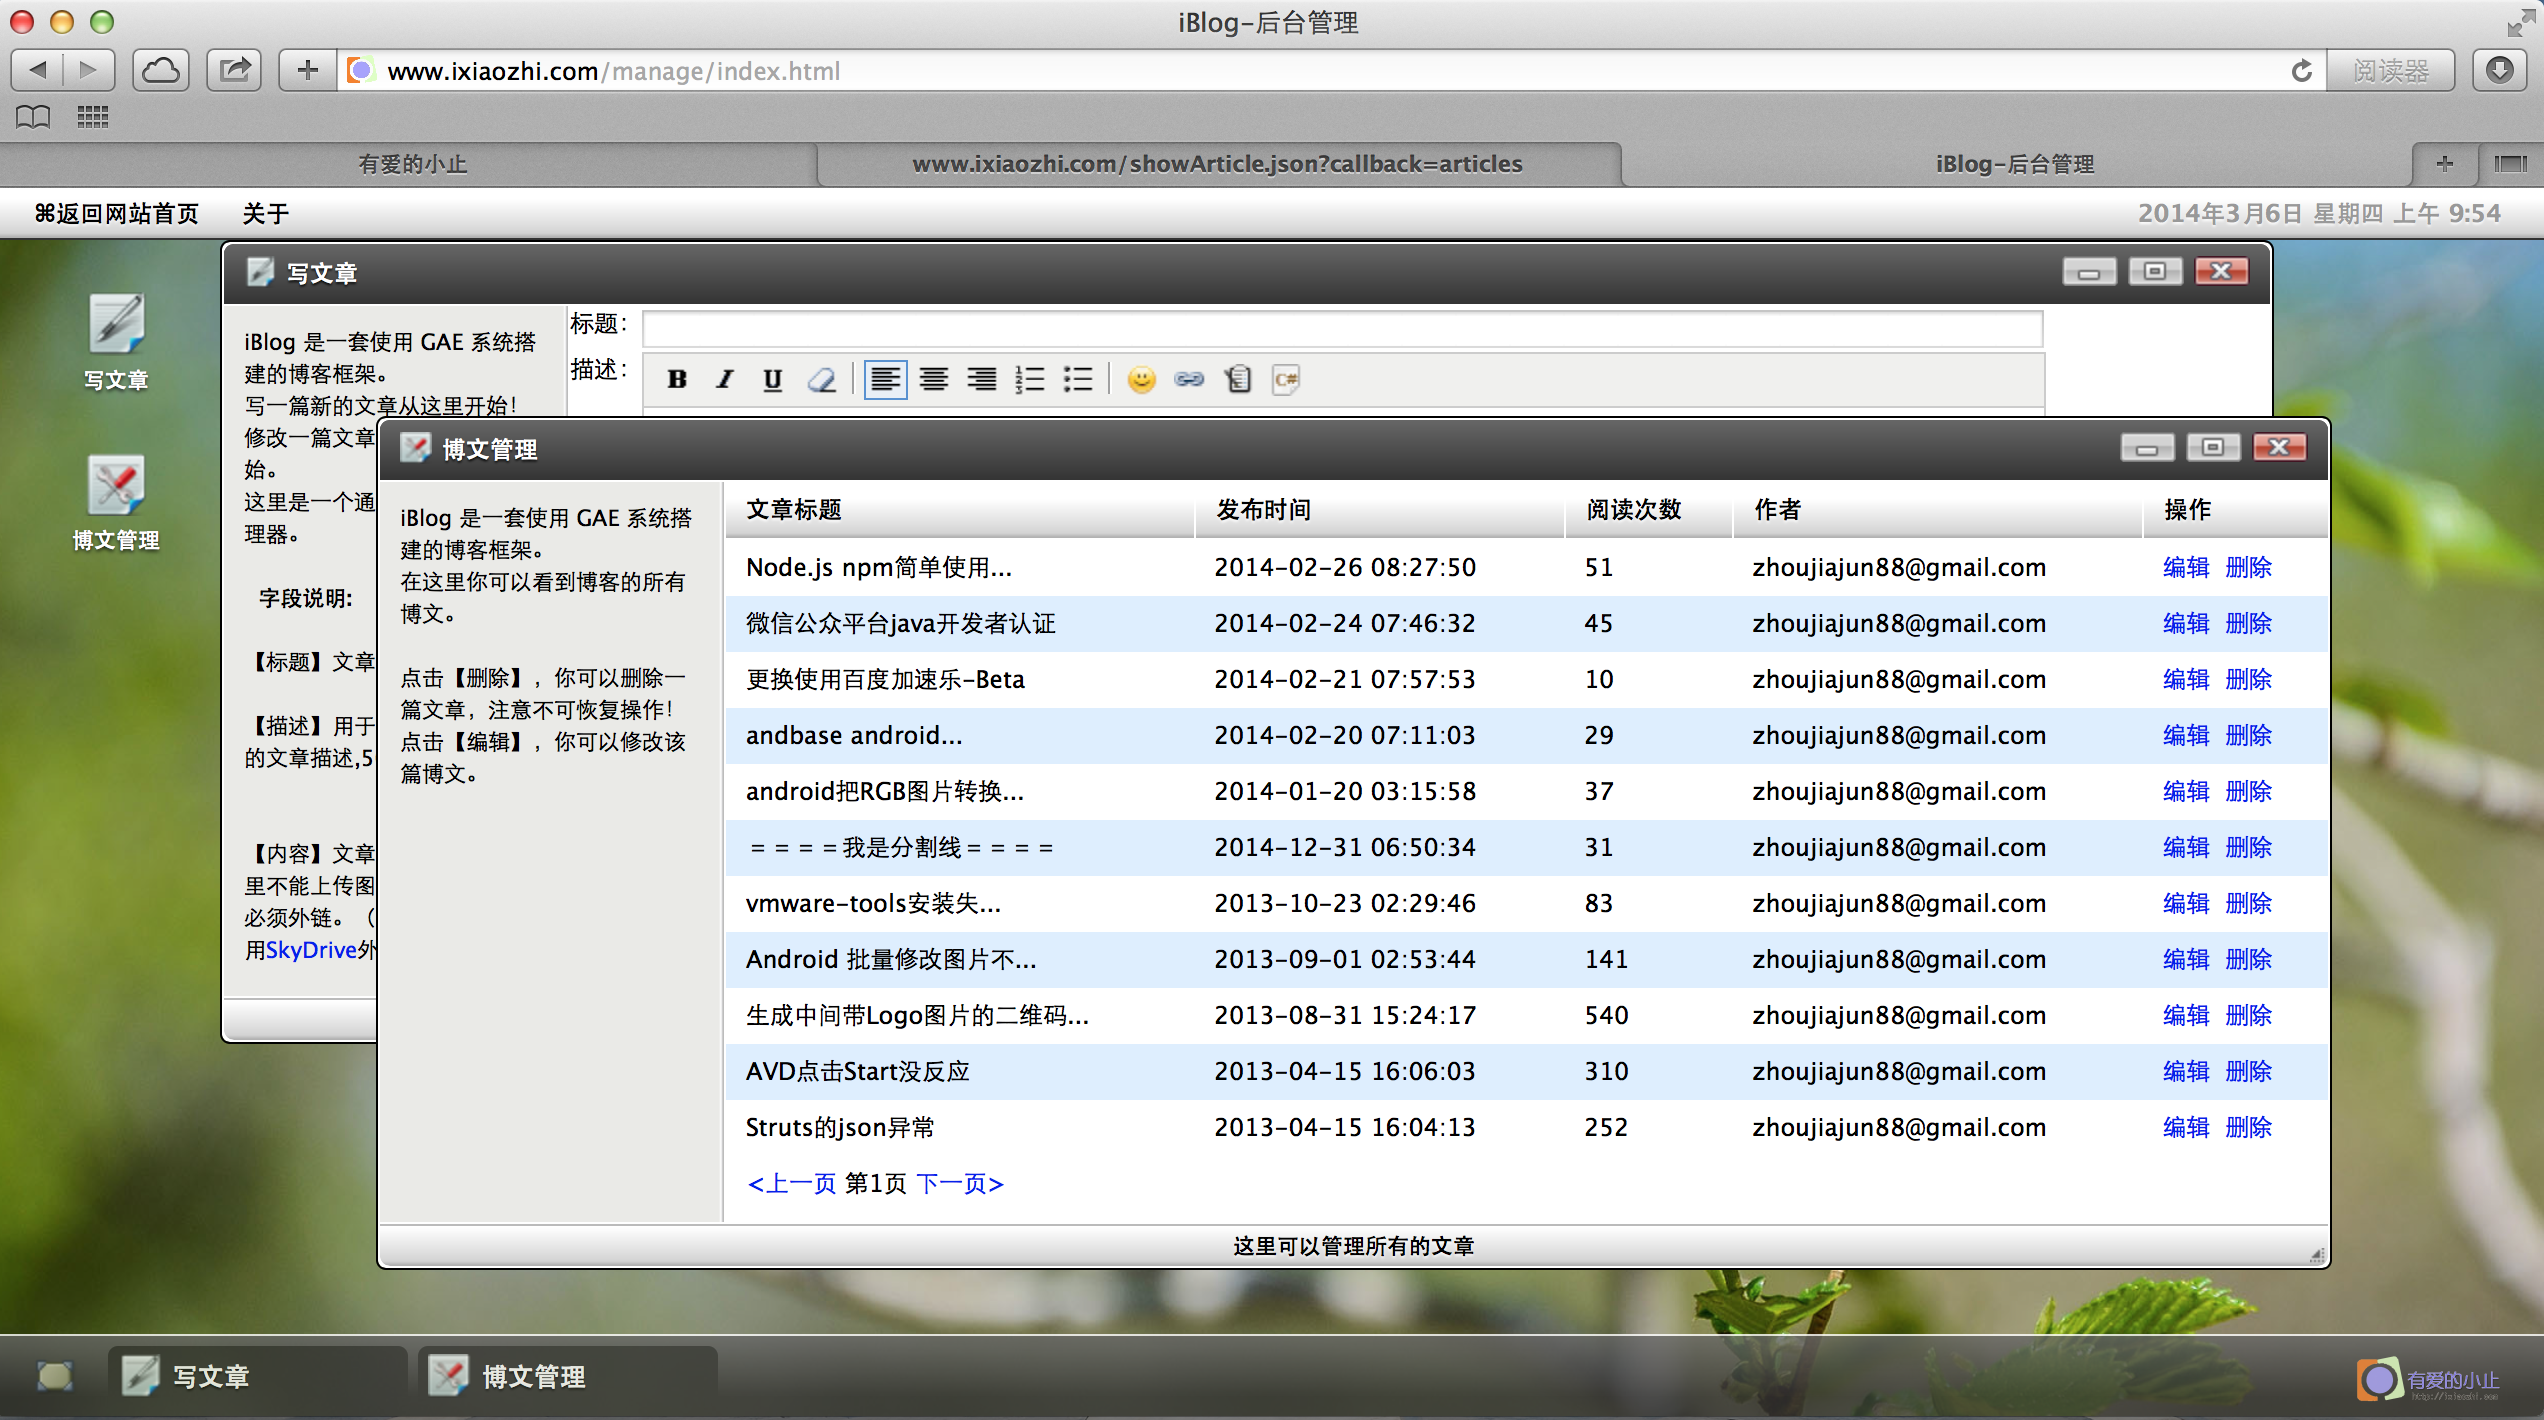 iBlog-后台管理
www.ixiaozhi.com/manage/index.html
阅读器
有爱的小止
www.ixiaozhi.com/showArticle.json?callback=articles
iBlog-后台管理
⌘返回网站首页 关于
2014年3月6日 星期四 上午 9:54
写文章
博文管理
写文章
iBlog 是一套使用 GAE 系统搭
建的博客框架。
写一篇新的文章从这里开始！
修改一篇文章
始。
这里是一个通
理器。
字段说明:
【标题】文章
【描述】用于
的文章描述,5
【内容】文章
里不能上传图
必须外链。（
用SkyDrive外
标题：
描述：
B I U
C#
博文管理
iBlog 是一套使用 GAE 系统搭
建的博客框架。
在这里你可以看到博客的所有
博文。
点击【删除】，你可以删除一
篇文章，注意不可恢复操作！
点击【编辑】，你可以修改该
篇博文。
文章标题 发布时间 阅读次数 作者 操作
Node.js npm简单使用... 2014-02-26 08:27:50 51 zhoujiajun88@gmail.com 编辑 删除
微信公众平台java开发者认证 2014-02-24 07:46:32 45 zhoujiajun88@gmail.com 编辑 删除
更换使用百度加速乐-Beta 2014-02-21 07:57:53 10 zhoujiajun88@gmail.com 编辑 删除
andbase android... 2014-02-20 07:11:03 29 zhoujiajun88@gmail.com 编辑 删除
android把RGB图片转换... 2014-01-20 03:15:58 37 zhoujiajun88@gmail.com 编辑 删除
＝＝＝＝我是分割线＝＝＝＝ 2014-12-31 06:50:34 31 zhoujiajun88@gmail.com 编辑 删除
vmware-tools安装失... 2013-10-23 02:29:46 83 zhoujiajun88@gmail.com 编辑 删除
Android 批量修改图片不... 2013-09-01 02:53:44 141 zhoujiajun88@gmail.com 编辑 删除
生成中间带Logo图片的二维码... 2013-08-31 15:24:17 540 zhoujiajun88@gmail.com 编辑 删除
AVD点击Start没反应 2013-04-15 16:06:03 310 zhoujiajun88@gmail.com 编辑 删除
Struts的json异常 2013-04-15 16:04:13 252 zhoujiajun88@gmail.com 编辑 删除
<上一页 第1页 下一页>
这里可以管理所有的文章
写文章
博文管理
有爱的小止
http://ixiaozhi.com